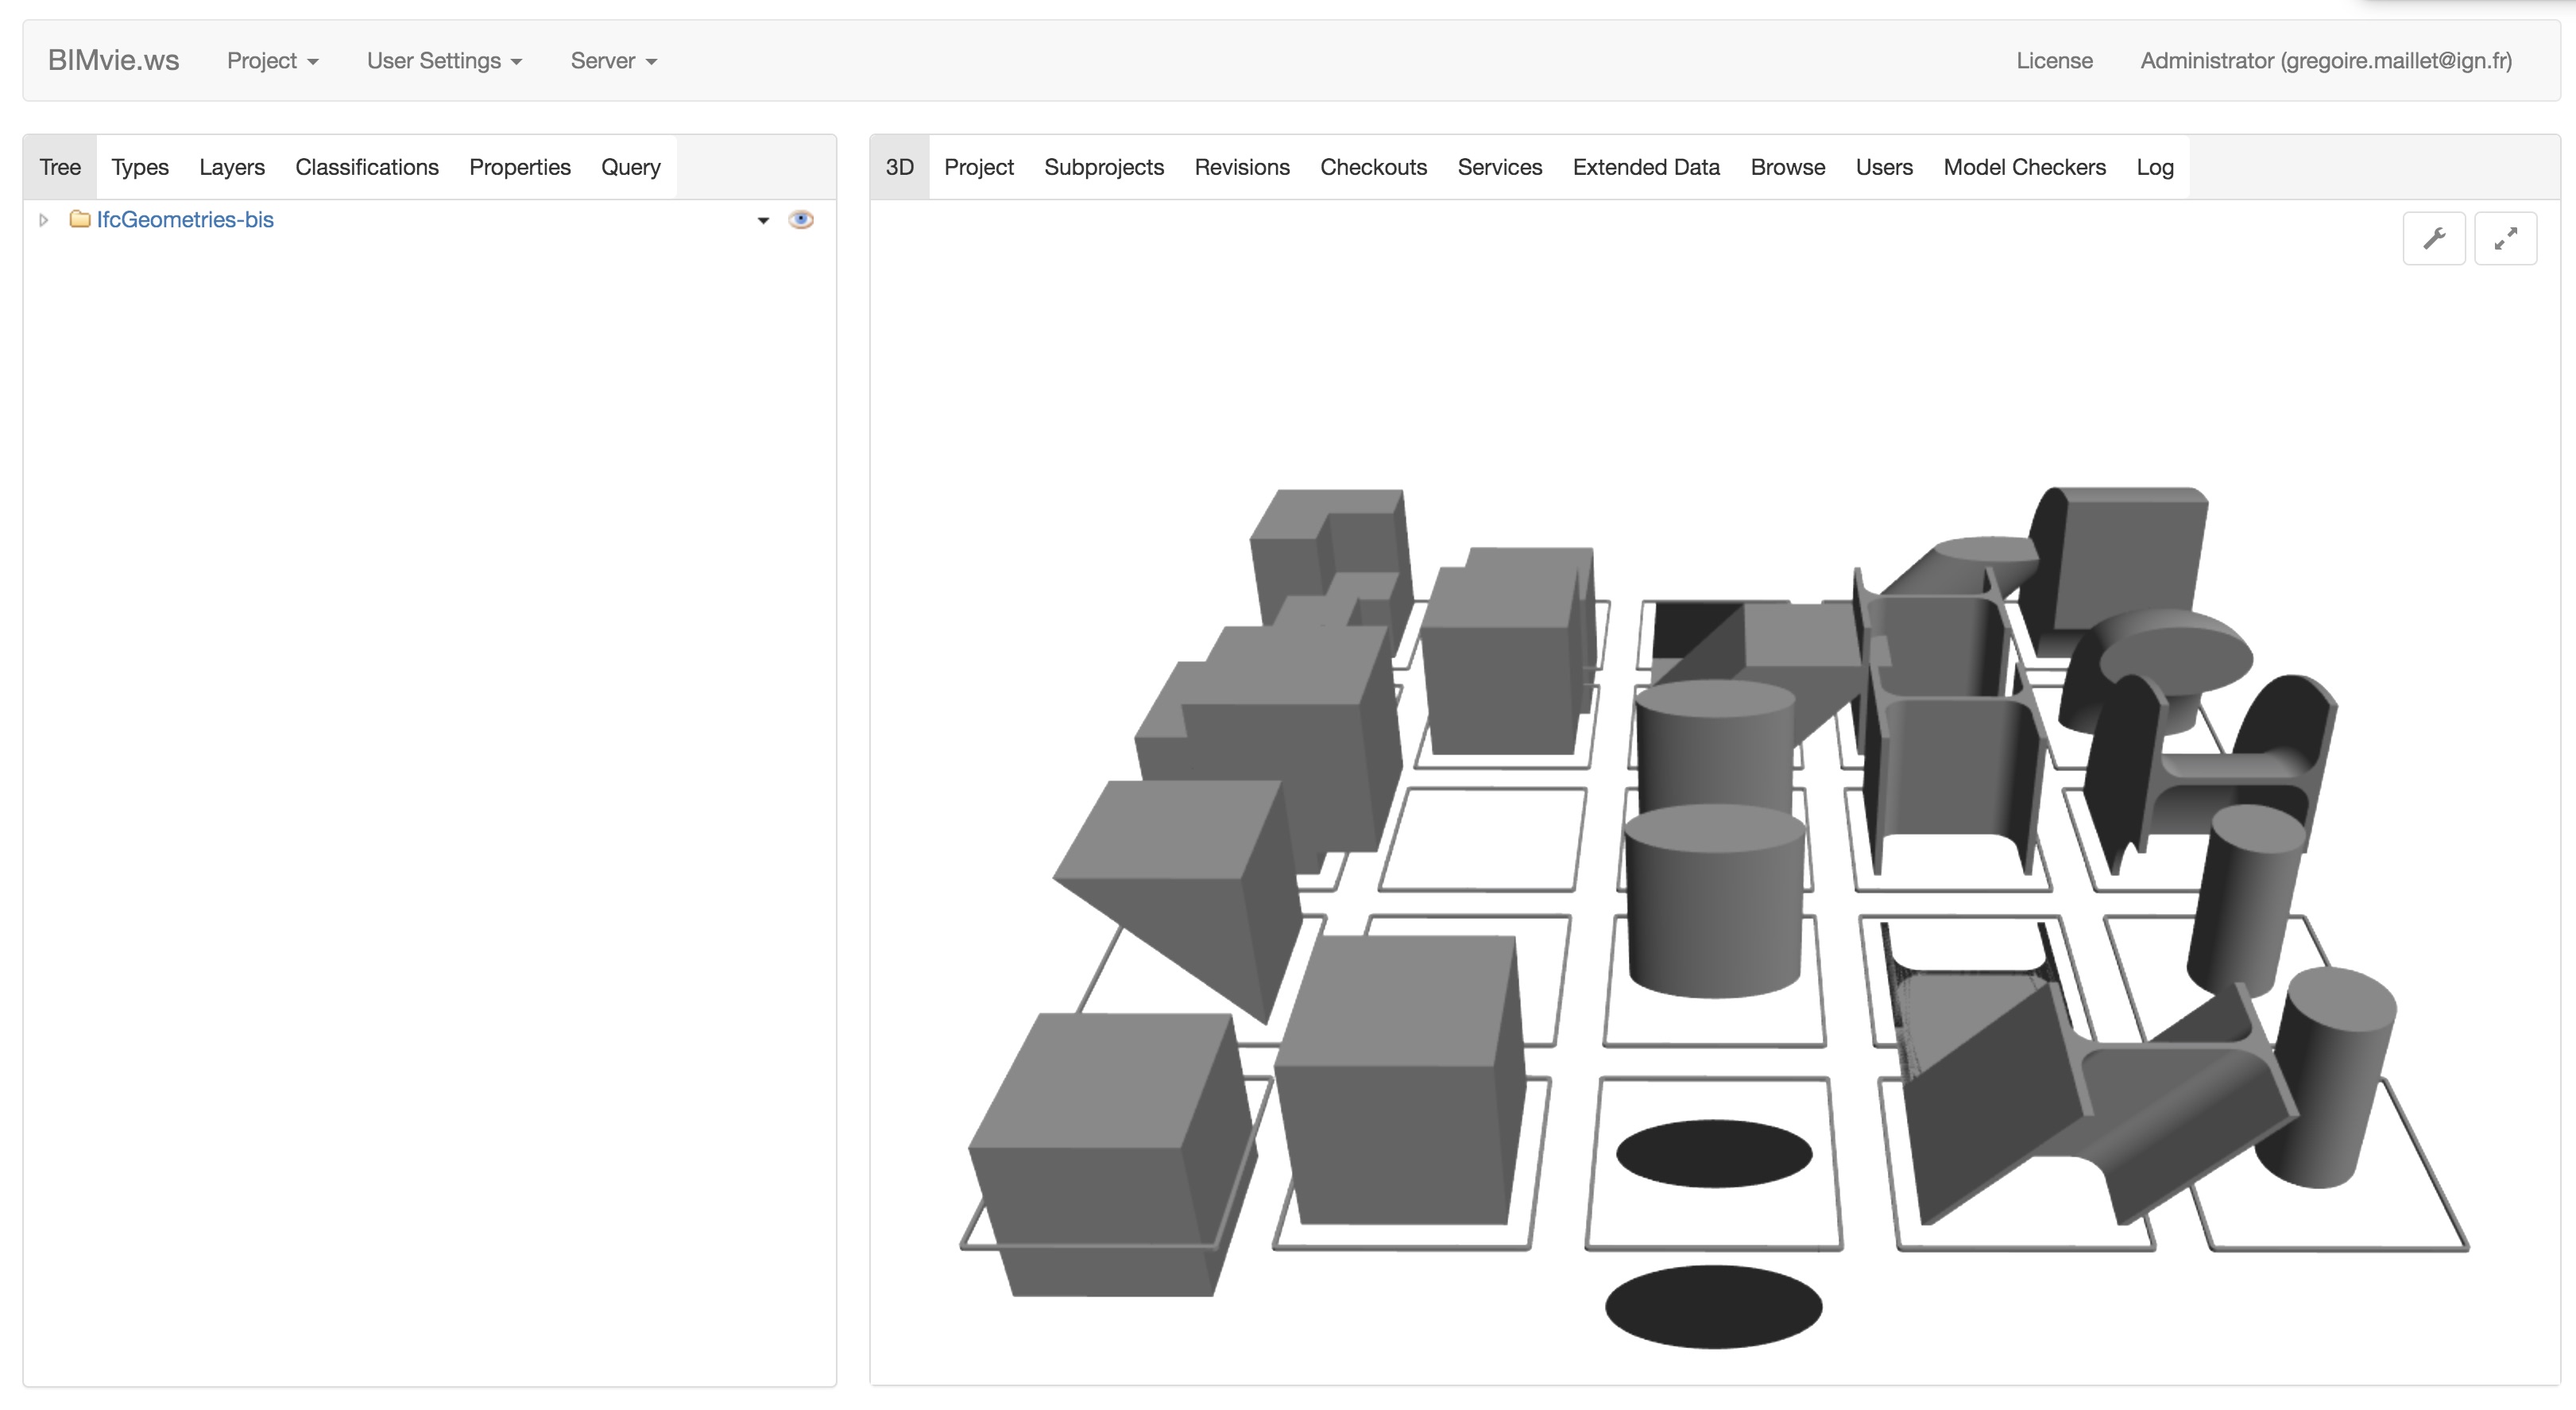 BIMvie.ws Project User Settings Server License Administrator (gregoire.maillet@ign.fr)
Tree Types Layers Classifications Properties Query
IfcGeometries-bis
3D Project Subprojects Revisions Checkouts Services Extended Data Browse Users Model Checkers Log